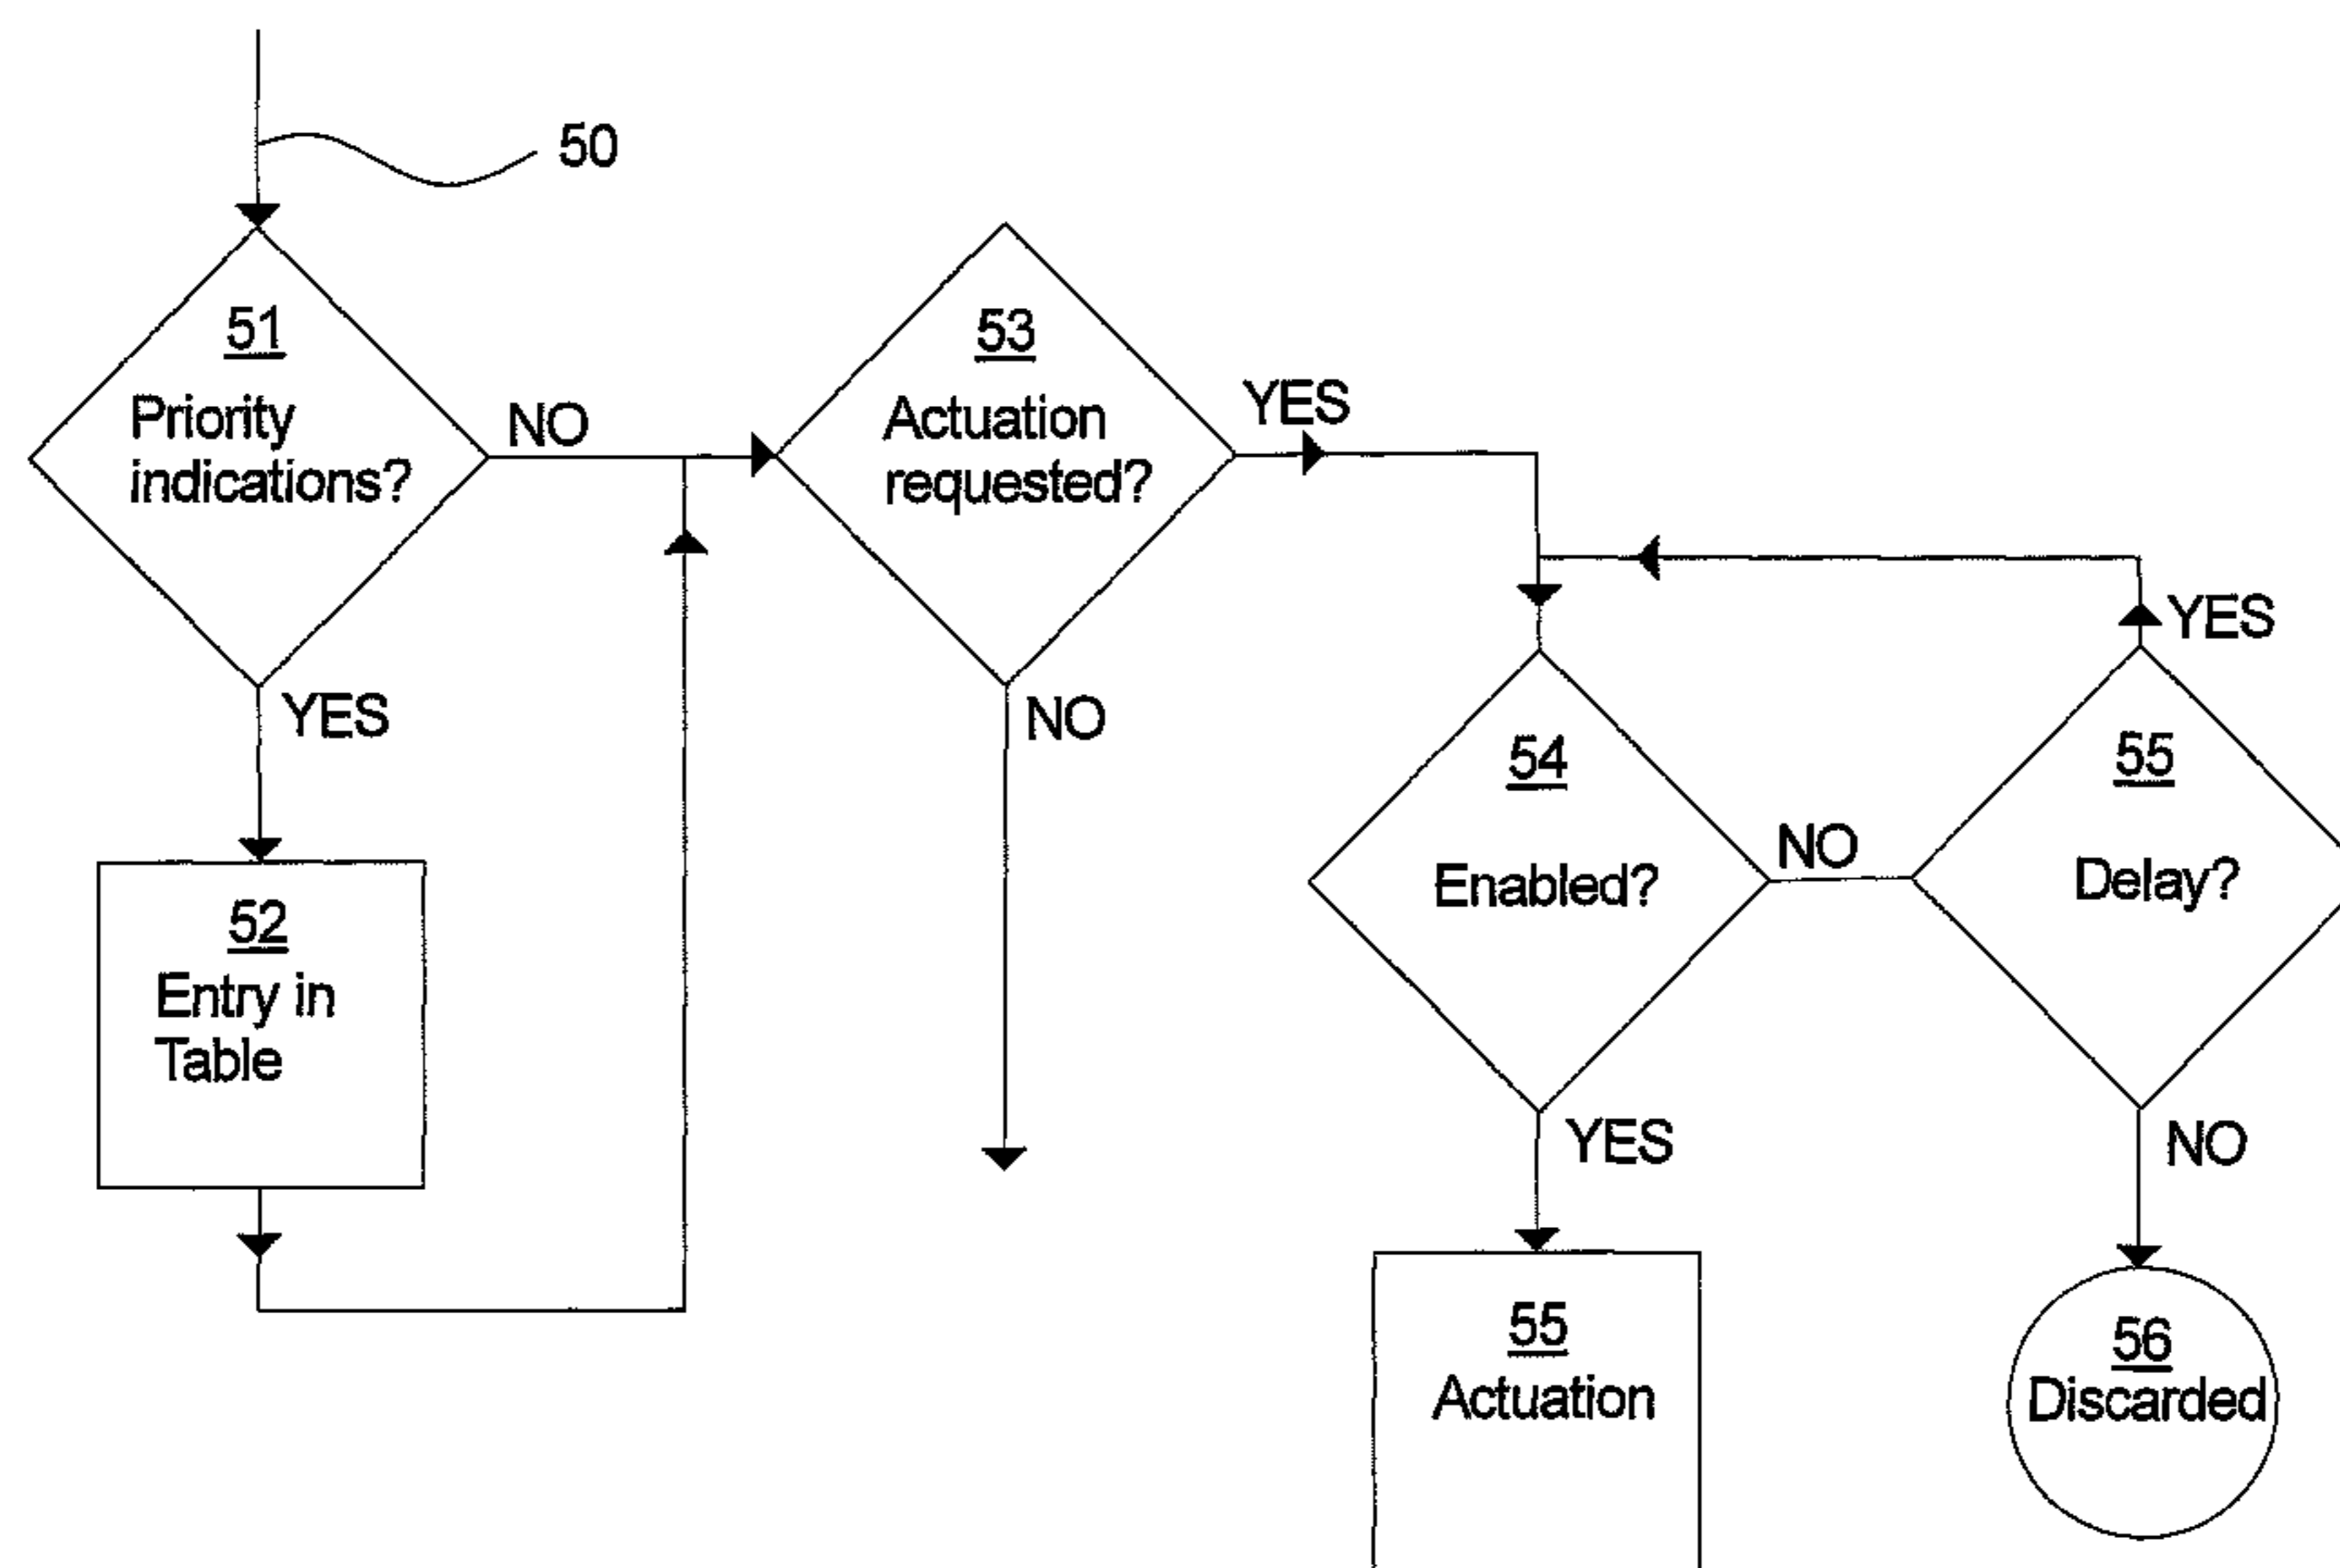 50
51
Priority
indications?
NO
YES
52
Entry in
Table
53
Actuation
requested?
YES
NO
54
Enabled?
NO
YES
55
Delay?
YES
NO
55
Actuation
56
Discarded